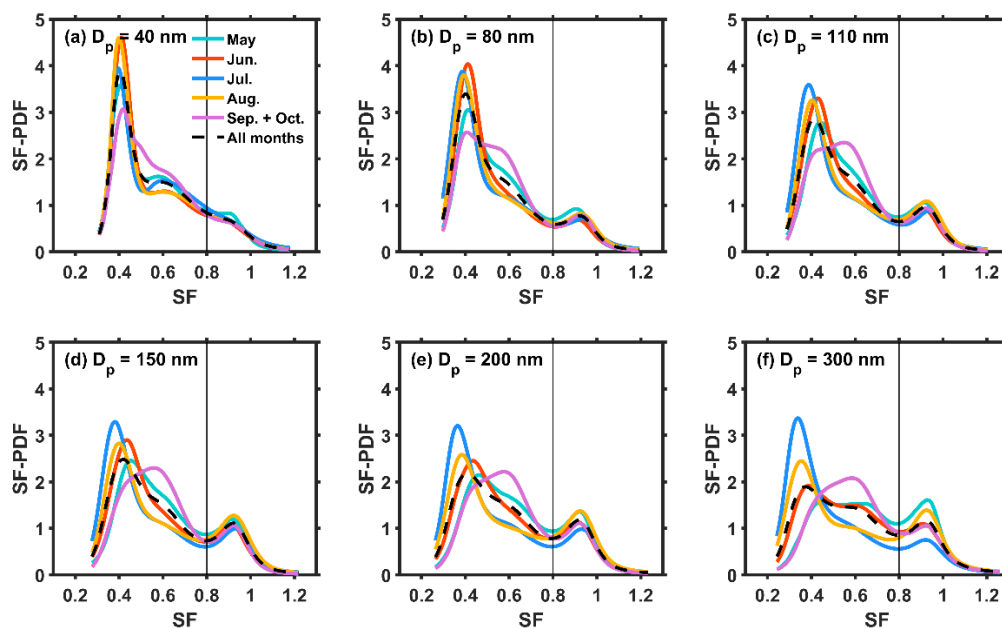 (a) Dp = 40 nm
May
Jun.
Jul.
Aug.
Sep. + Oct.
All months
SF-PDF
5
4
3
2
1
0
0.2 0.4 0.6 0.8 1 1.2
SF
(b) Dp = 80 nm
SF-PDF
5
4
3
2
1
0
0.2 0.4 0.6 0.8 1 1.2
SF
(c) Dp = 110 nm
SF-PDF
5
4
3
2
1
0
0.2 0.4 0.6 0.8 1 1.2
SF
(d) Dp = 150 nm
SF-PDF
5
4
3
2
1
0
0.2 0.4 0.6 0.8 1 1.2
SF
(e) Dp = 200 nm
SF-PDF
5
4
3
2
1
0
0.2 0.4 0.6 0.8 1 1.2
SF
(f) Dp = 300 nm
SF-PDF
5
4
3
2
1
0
0.2 0.4 0.6 0.8 1 1.2
SF